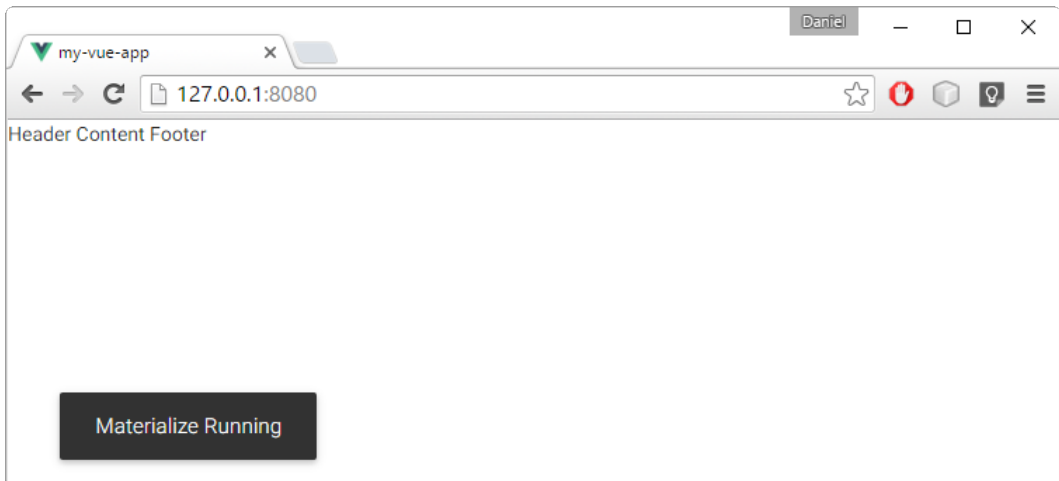 Daniel
my-vue-app
127.0.0.1:8080
Header Content Footer
Materialize Running